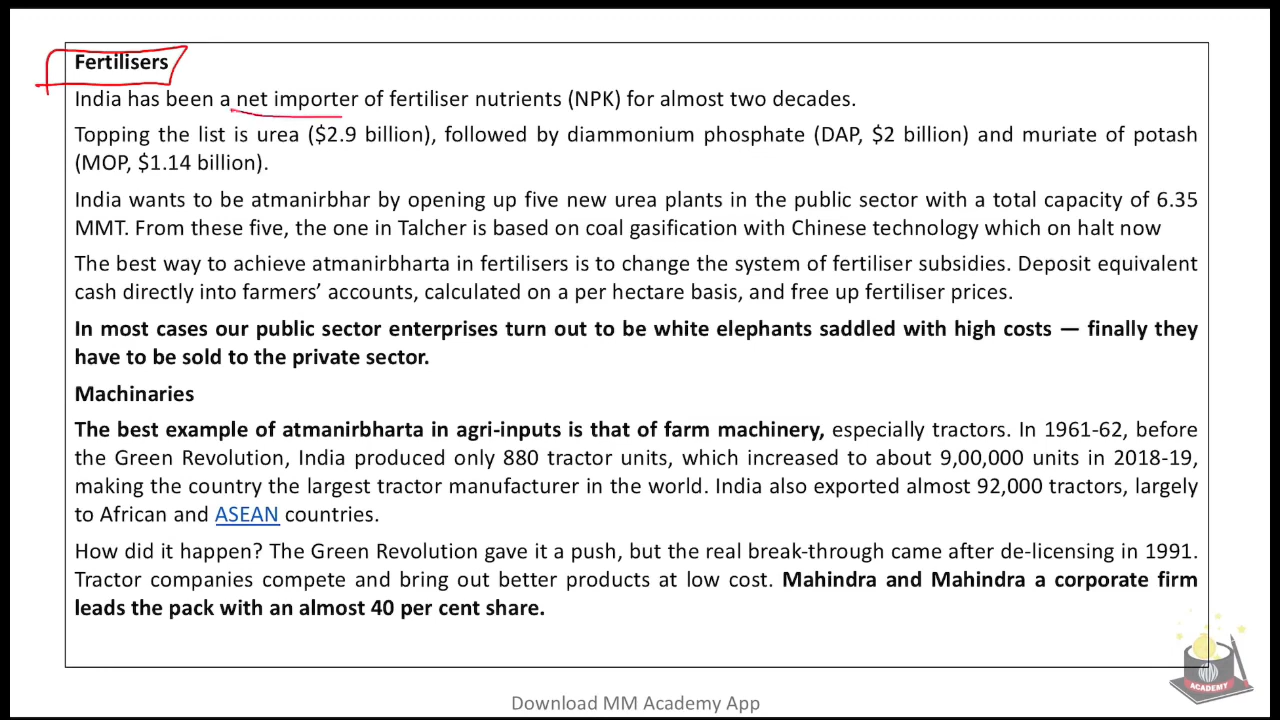 Fertilisers
India has been a net importer of fertiliser nutrients (NPK) for almost two decades.
Topping the list is urea ($2.9 billion), followed by diammonium phosphate (DAP, $2 billion) and muriate of potash
(MOP, $1.14 billion).
India wants to be atmanirbhar by opening up five new urea plants in the public sector with a total capacity of 6.35
MMT. From these five, the one in Talcher is based on coal gasification with Chinese technology which on halt now
The best way to achieve atmanirbharta in fertilisers is to change the system of fertiliser subsidies. Deposit equivalent
cash directly into farmers’ accounts, calculated on a per hectare basis, and free up fertiliser prices.
In most cases our public sector enterprises turn out to be white elephants saddled with high costs — finally they
have to be sold to the private sector.
Machinaries
The best example of atmanirbharta in agri-inputs is that of farm machinery, especially tractors. In 1961-62, before
the Green Revolution, India produced only 880 tractor units, which increased to about 9,00,000 units in 2018-19,
making the country the largest tractor manufacturer in the world. India also exported almost 92,000 tractors, largely
to African and ASEAN countries.
How did it happen? The Green Revolution gave it a push, but the real break-through came after de-licensing in 1991.
Tractor companies compete and bring out better products at low cost. Mahindra and Mahindra a corporate firm
leads the pack with an almost 40 per cent share.
ACADEMY
Download MM Academy App